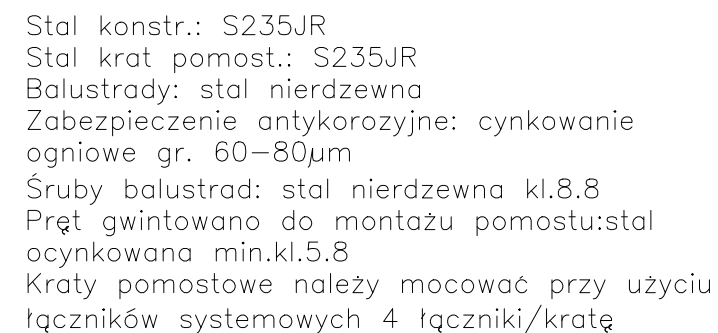 Stal konstr.: S235JR
Stal krat pomost.: S235JR
Balustrady: stal nierdzewna
Zabezpieczenie antykorozyjne: cynkowanie
ogniowe gr. 60-80μm
Śruby balustrad: stal nierdzewna kl.8.8
Pręt gwintowano do montażu pomostu:stal
ocynkowana min.kl.5.8
Kraty pomostowe należy mocować przy użyciu
łączników systemowych 4 łączniki/kratę